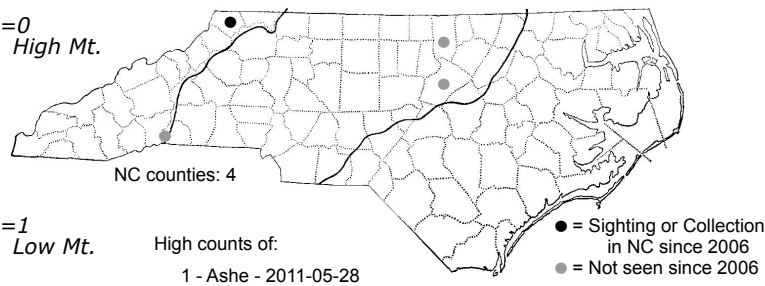 =0
High Mt.
NC counties: 4
=1
Low Mt.
High counts of:
1 - Ashe - 2011-05-28
● = Sighting or Collection
in NC since 2006
● = Not seen since 2006